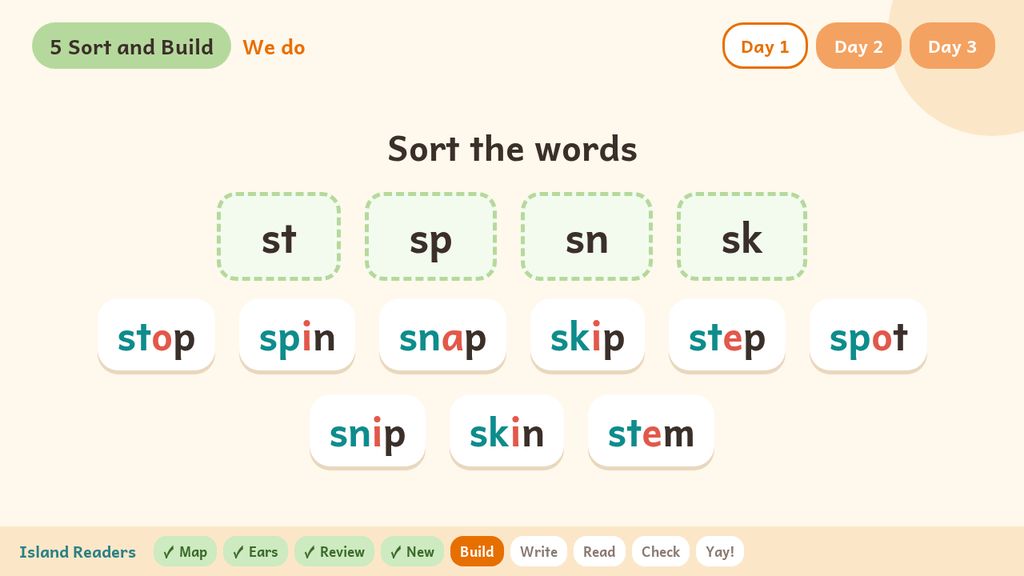 5 Sort and Build We do Day 1 Day 2 Day 3
Sort the words
st sp sn sk
stop spin snap skip step spot
snip skin stem
Island Readers ✓ Map ✓ Ears ✓ Review ✓ New Build Write Read Check Yay!